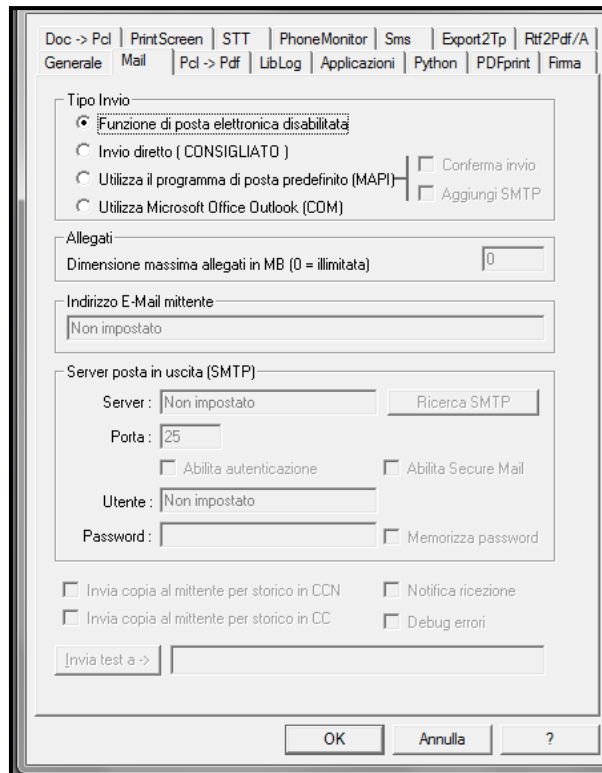 Doc -> Pcl PrintScreen STT PhoneMonitor Sms Export2Tp Rtf2Pdf/A
Generale Mail Pcl -> Pdf LibLog Applicazioni Python PDFprint Firma
Tipo Invio
Funzione di posta elettronica disabilitata
Invio diretto ( CONSIGLIATO )
Utilizza il programma di posta predefinito (MAPI)
Utilizza Microsoft Office Outlook (COM)
Conferma invio
Aggiungi SMTP
Allegati
Dimensione massima allegati in MB (0 = illimitata) 0
Indirizzo E-Mail mittente
Non impostato
Server posta in uscita (SMTP)
Server : Non impostato Ricerca SMTP
Porta : 25
Abilita autenticazione Abilita Secure Mail
Utente : Non impostato
Password : Memorizza password
Invia copia al mittente per storico in CCN Notifica ricezione
Invia copia al mittente per storico in CC Debug errori
Invia test a ->
OK Annulla ?